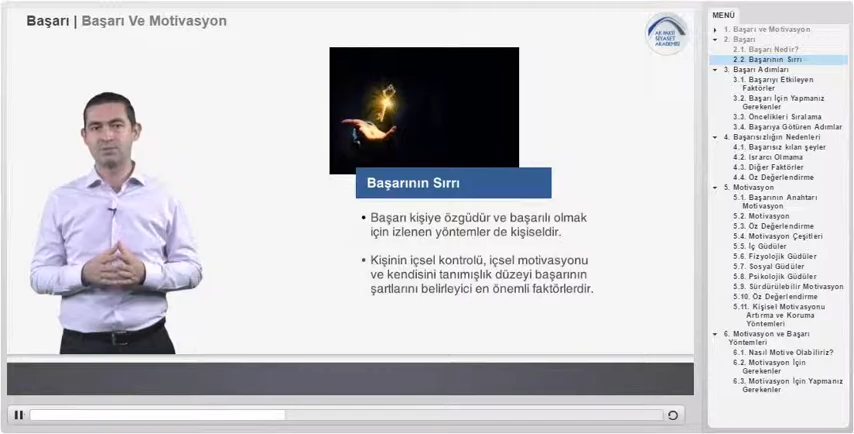 Başarı | Başarı Ve Motivasyon
AK PARTİ
SİYASET
AKADEMİSİ
Başarının Sırrı
• Başarı kişiye özgüdür ve başarılı olmak
için izlenen yöntemler de kişiseldir.
• Kişinin içsel kontrolü, içsel motivasyonu
ve kendisini tanımışlık düzeyi başarının
şartlarını belirleyici en önemli faktörlerdir.
MENÜ
1. Başarı ve Motivasyon
2. Başarı
2.1. Başarı Nedir?
2.2. Başarının Sırrı
3. Başarı Adımları
3.1. Başarıyı Etkileyen
Faktörler
3.2. Başarı İçin Yapmanız
Gerekenler
3.3. Öncelikleri Sıralama
3.4. Başarıya Götüren Adımlar
4. Başarısızlığın Nedenleri
4.1. Başarısız kılan şeyler
4.2. Israrcı Olmama
4.3. Diğer Faktörler
4.4. Öz Değerlendirme
5. Motivasyon
5.1. Başarının Anahtarı
Motivasyon
5.2. Motivasyon
5.3. Öz Değerlendirme
5.4. Motivasyon Çeşitleri
5.5. İç Güdüler
5.6. Fizyolojik Güdüler
5.7. Sosyal Güdüler
5.8. Psikolojik Güdüler
5.9. Sürdürülebilir Motivasyon
5.10. Öz Değerlendirme
5.11. Kişisel Motivasyonu
Artırma ve Koruma
Yöntemleri
6. Motivasyon ve Başarı
Yöntemleri
6.1. Nasıl Motive Olabiliriz?
6.2. Motivasyon İçin
Gerekenler
6.3. Motivasyon İçin Yapmanız
Gerekenler